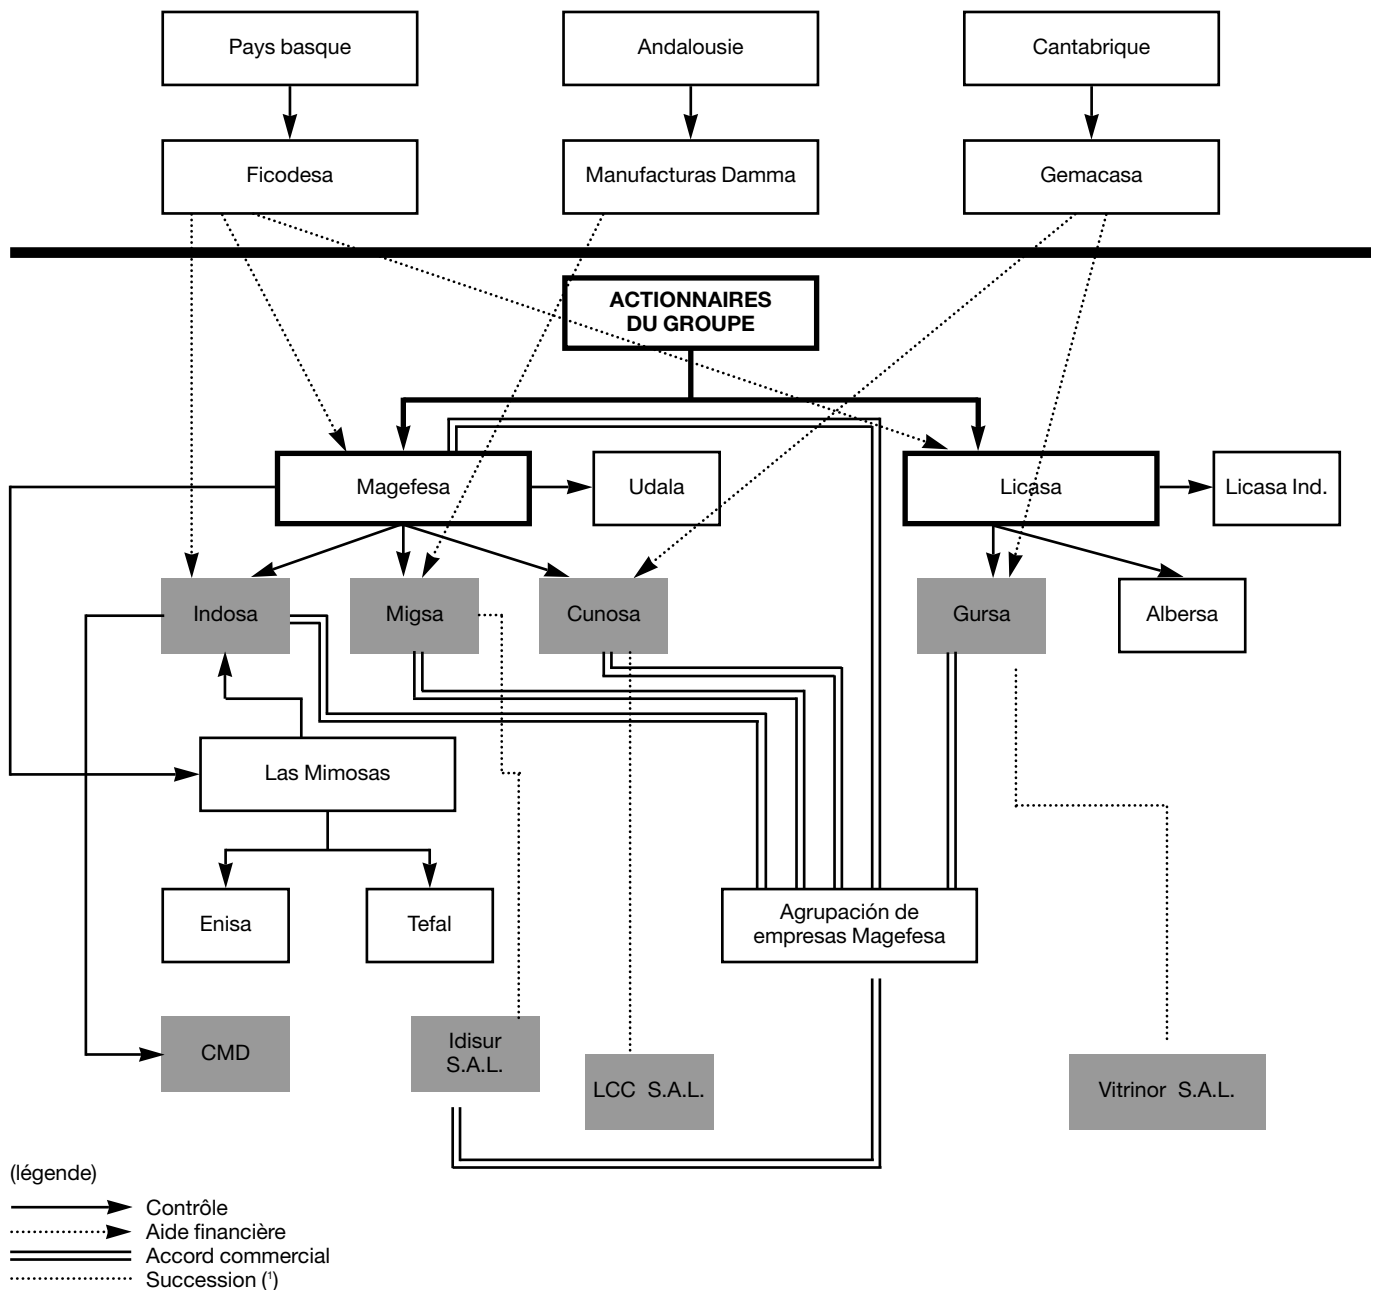 Pays basque
Andalousie
Cantabrique
Ficodesa
Manufacturas Damma
Gemacasa
ACTIONNAIRES
DU GROUPE
Magefesa
Udala
Licasa
Licasa Ind.
Indosa
Migsa
Cunosa
Gursa
Albersa
Las Mimosas
Enisa
Tefal
Agrupación de
empresas Magefesa
CMD
Idisur
S.A.L.
LCC S.A.L.
Vitrinor S.A.L.
(légende)
Contrôle
Aide financière
Accord commercial
Succession (¹)